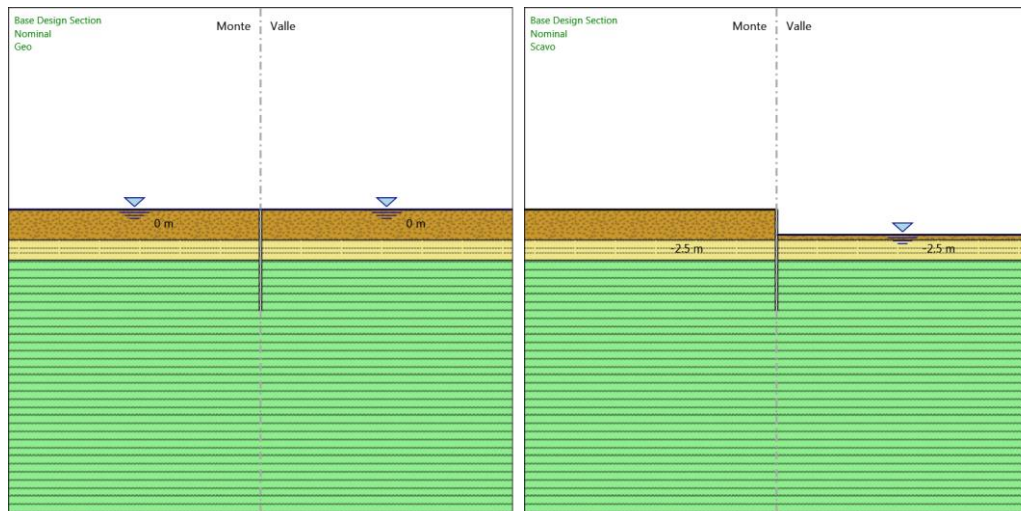 Base Design Section
Nominal
Geo
Monte
Valle
0 m
0 m
Base Design Section
Nominal
Scavo
Monte
Valle
-2.5 m
-2.5 m